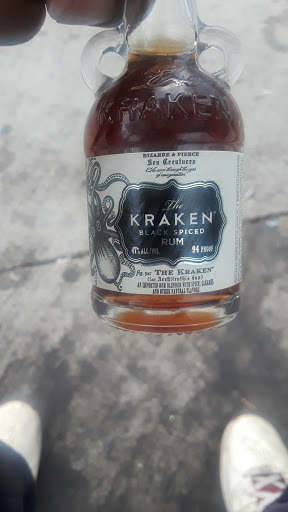 KRAKEN
BIZARRE & FIERCE
Sea Creatures
The
KRAKEN
BLACK SPICED
RUM
47% ALC/VOL 94 PROOF
THE KRAKEN
AN IMPORTED RUM BLENDED WITH SPICE, CARAMEL
AND OTHER NATURAL FLAVORS.